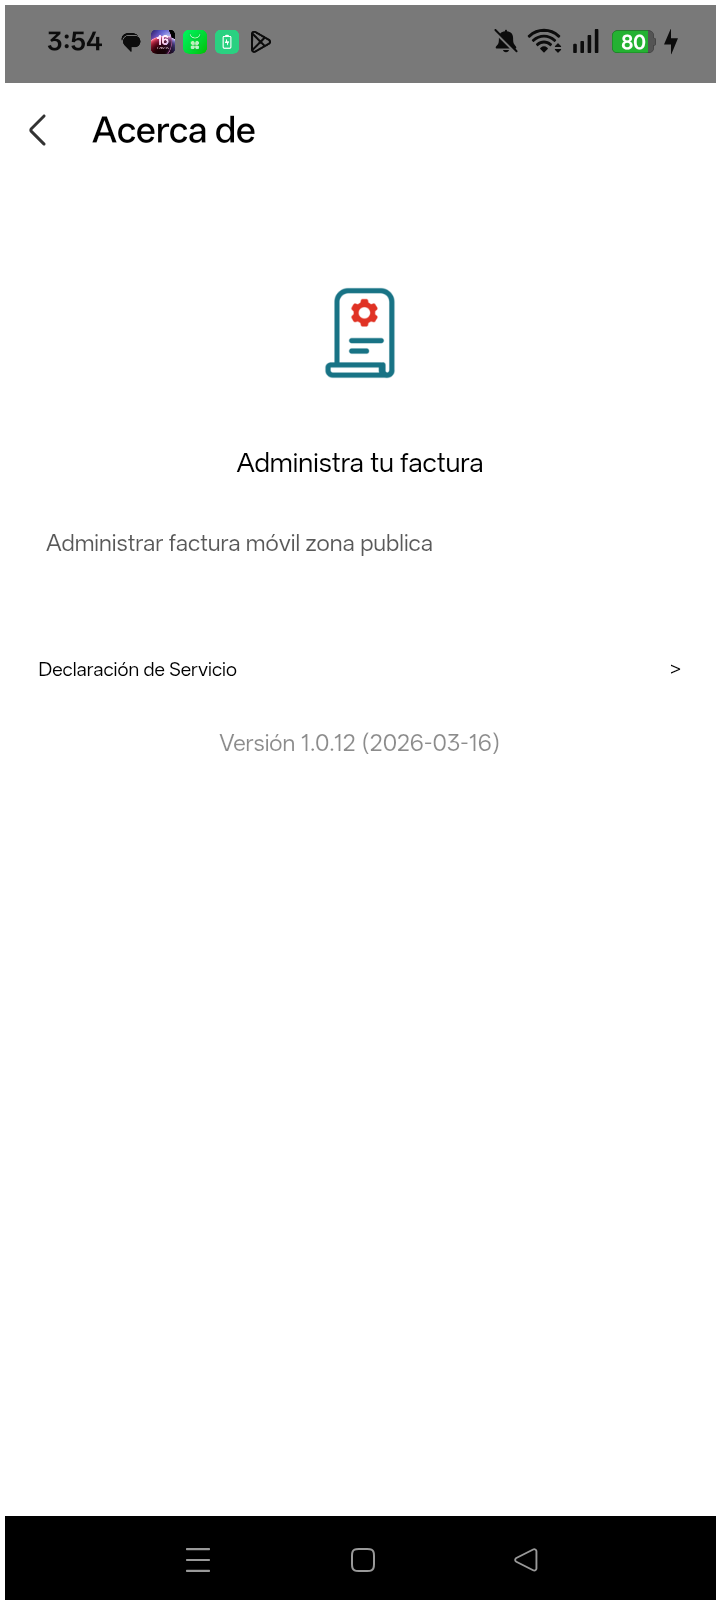 3:54
16
80
Acerca de
Administra tu factura
Administrar factura móvil zona publica
Declaración de Servicio >
Versión 1.0.12 (2026-03-16)